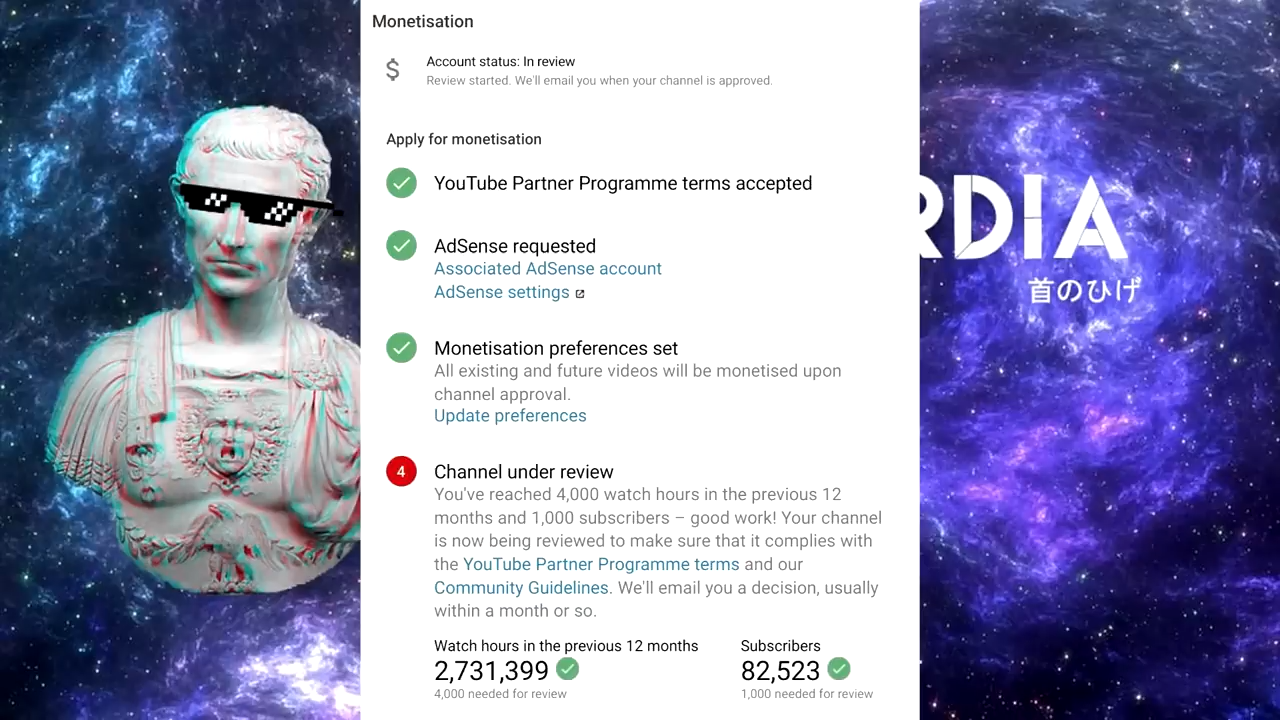 Monetisation
$
Account status: In review
Review started. We'll email you when your channel is approved.
Apply for monetisation
YouTube Partner Programme terms accepted
AdSense requested
Associated AdSense account
AdSense settings
Monetisation preferences set
All existing and future videos will be monetised upon
channel approval.
Update preferences
4
Channel under review
You've reached 4,000 watch hours in the previous 12
months and 1,000 subscribers – good work! Your channel
is now being reviewed to make sure that it complies with
the YouTube Partner Programme terms and our
Community Guidelines. We'll email you a decision, usually
within a month or so.
Watch hours in the previous 12 months
2,731,399
4,000 needed for review
Subscribers
82,523
1,000 needed for review
RDIA
首のひげ